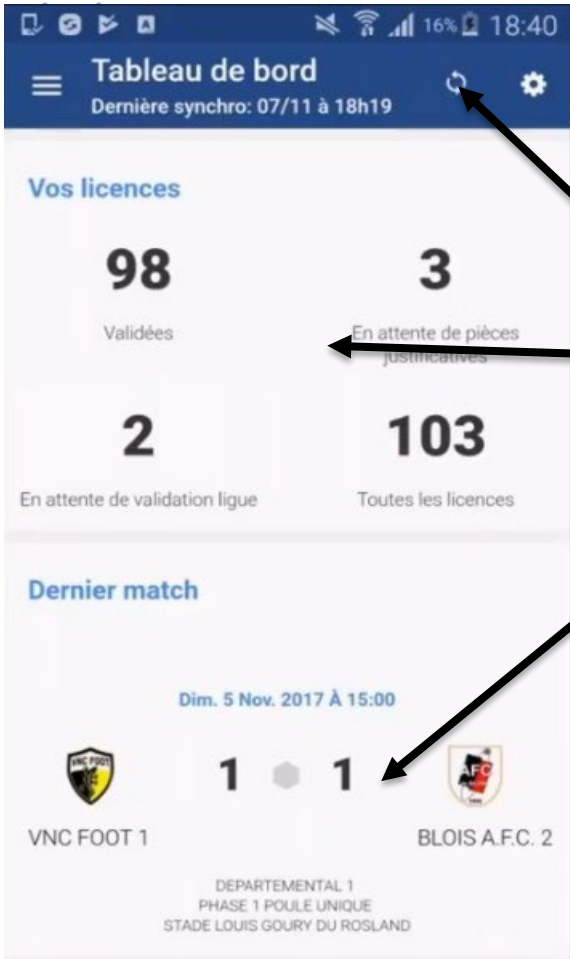 16% 18:40
Tableau de bord
Dernière synchro: 07/11 à 18h19
Vos licences
98
3
Validées
En attente de pièces
justificatives
2
103
En attente de validation ligue
Toutes les licences
Dernier match
Dim. 5 Nov. 2017 À 15:00
VNC FOOT
1
1
AFC
VNC FOOT 1
BLOIS A.F.C. 2
DEPARTEMENTAL 1
PHASE 1 POULE UNIQUE
STADE LOUIS GOURY DU ROSLAND